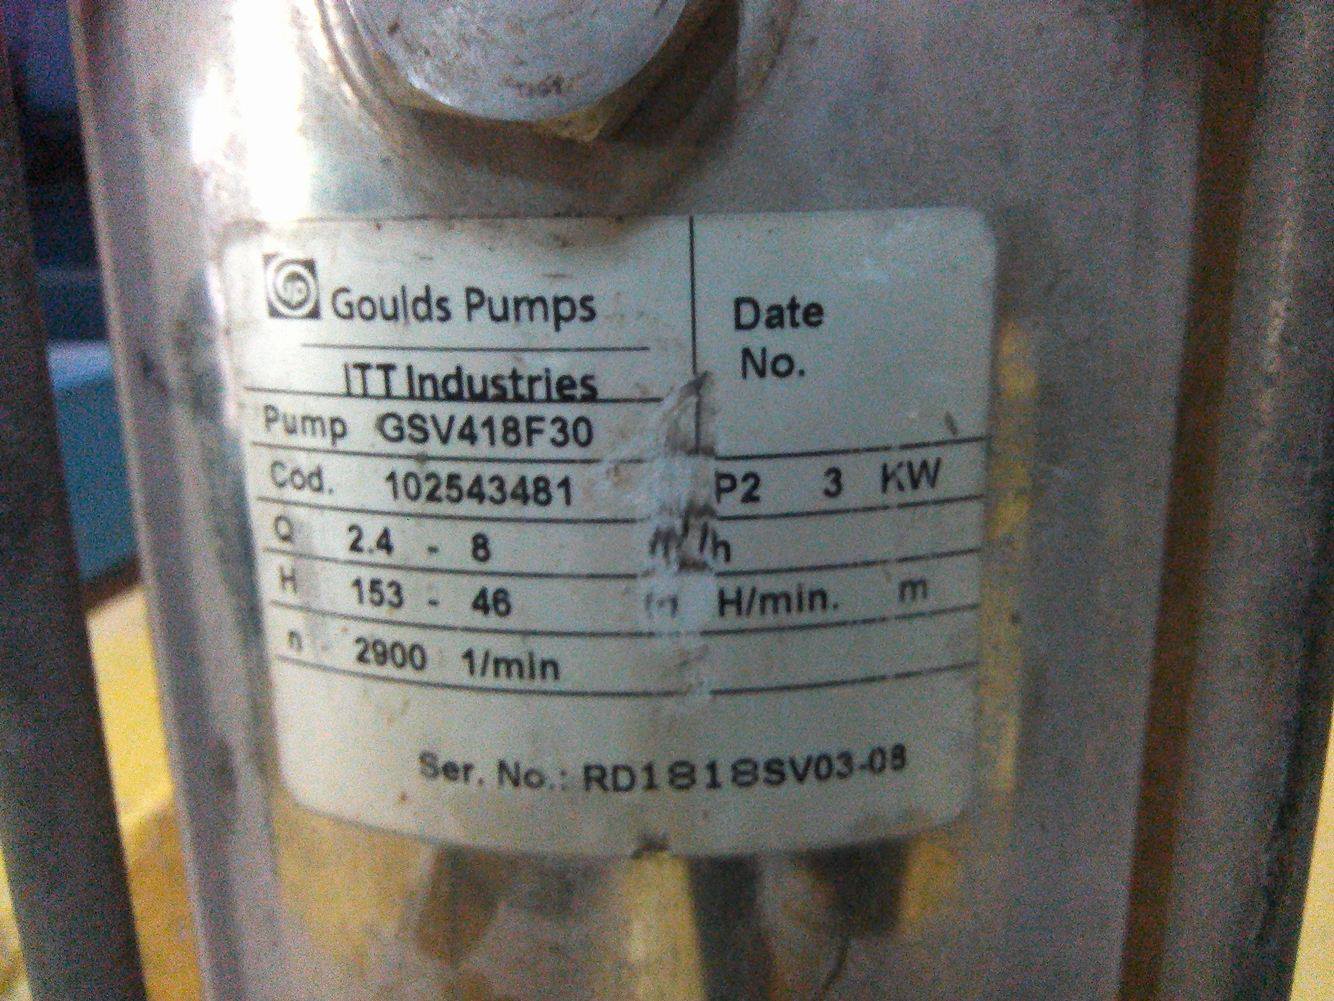 Goulds Pumps
ITT Industries
Date
No.
Pump GSV418F30
Cod. 102543481 P2 3 KW
Q 2.4 - 8 /h
H 153 - 46 H/min. m
n 2900 1/min
Ser. No.: RD1818SV03-08